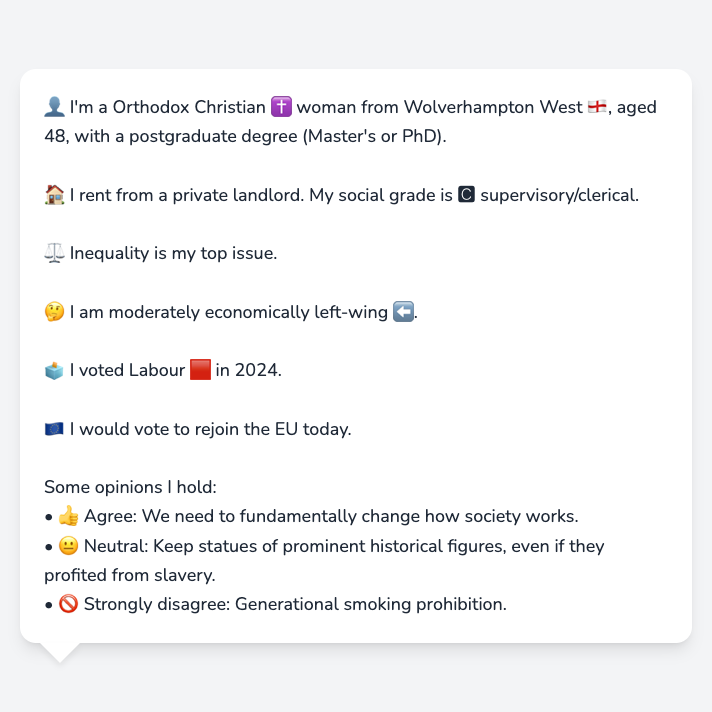 👤 I'm a Orthodox Christian ✝️ woman from Wolverhampton West 🏴󠁧󠁢󠁥󠁮󠁧󠁿, aged
48, with a postgraduate degree (Master's or PhD).
🏠 I rent from a private landlord. My social grade is 🅲 supervisory/clerical.
⚖️ Inequality is my top issue.
🤔 I am moderately economically left-wing ⬅️.
🗳️ I voted Labour 🟥 in 2024.
🇪🇺 I would vote to rejoin the EU today.
Some opinions I hold:
• 👍 Agree: We need to fundamentally change how society works.
• 😐 Neutral: Keep statues of prominent historical figures, even if they
profited from slavery.
• 🚫 Strongly disagree: Generational smoking prohibition.